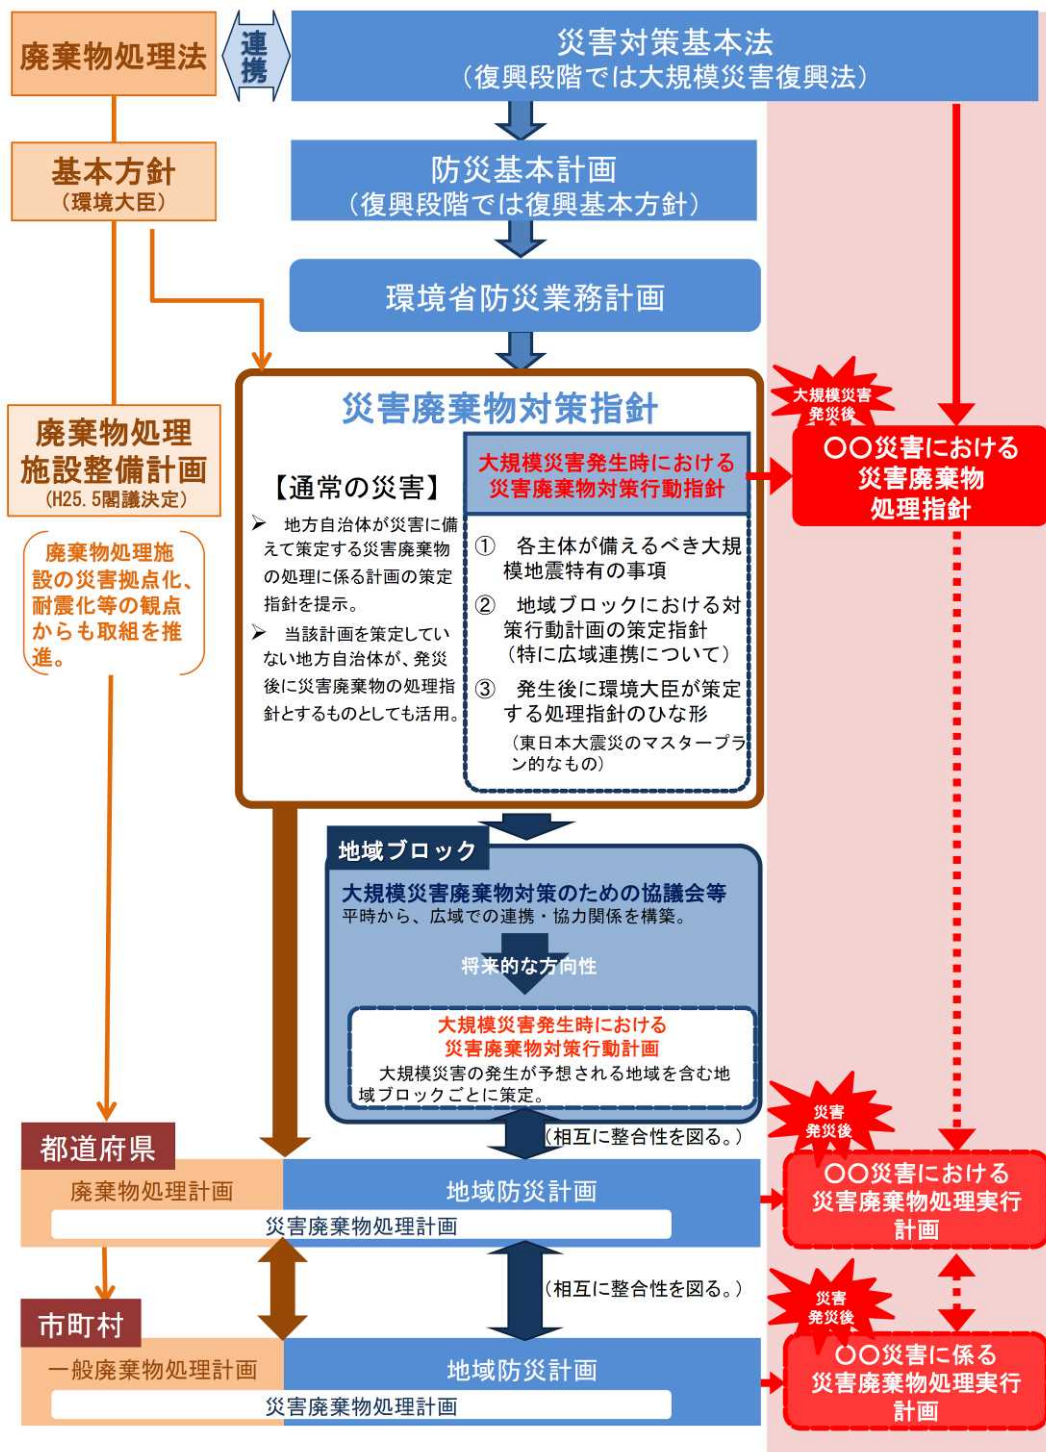 廃棄物処理法
連携
災害対策基本法
(復興段階では大規模災害復興法)
基本方針
(環境大臣)
防災基本計画
(復興段階では復興基本方針)
環境省防災業務計画
災害廃棄物対策指針
大規模災害
発災後
廃棄物処理
施設整備計画
(H25.5閣議決定)
【通常の災害】
➢ 地方自治体が災害に備
えて策定する災害廃棄物
の処理に係る計画の策定
指針を提示。
➢ 当該計画を策定してい
ない地方自治体が、発災
後に災害廃棄物の処理指
針とするものとしても活用。
大規模災害発生時における
災害廃棄物対策行動指針
① 各主体が備えるべき大規
模地震特有の事項
② 地域ブロックにおける対
策行動計画の策定指針
(特に広域連携について)
③ 発生後に環境大臣が策定
する処理指針のひな形
(東日本大震災のマスタープラ
ン的なもの)
〇〇災害における
災害廃棄物
処理指針
廃棄物処理施
設の災害拠点化、
耐震化等の観点
からも取組を推
進。
地域ブロック
大規模災害廃棄物対策のための協議会等
平時から、広域での連携・協力関係を構築。
将来的な方向性
大規模災害発生時における
災害廃棄物対策行動計画
大規模災害の発生が予想される地域を含む地
域ブロックごとに策定。
(相互に整合性を図る。)
災害
発災後
都道府県
廃棄物処理計画
地域防災計画
災害廃棄物処理計画
〇〇災害における
災害廃棄物処理実行
計画
(相互に整合性を図る。)
災害
発災後
市町村
一般廃棄物処理計画
地域防災計画
災害廃棄物処理計画
〇〇災害に係る
災害廃棄物処理実行
計画